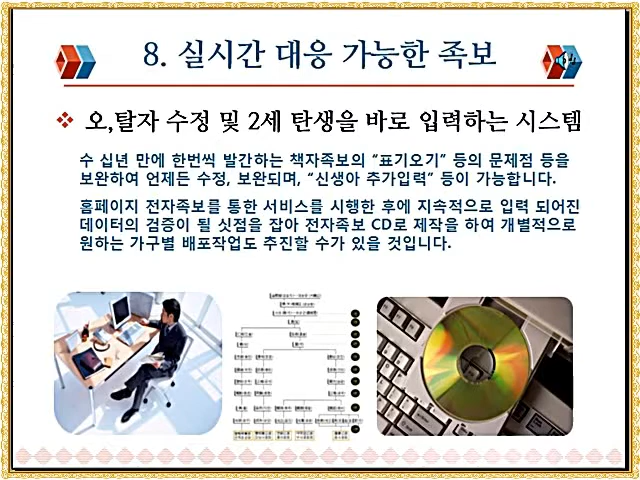 8. 실시간 대응 가능한 족보
오,탈자 수정 및 2세 탄생을 바로 입력하는 시스템
수 십년 만에 한번씩 발간하는 책자족보의 "표기오기" 등의 문제점 등을
보완하여 언제든 수정, 보완되며, "신생아 추가입력" 등이 가능합니다.
홈페이지 전자족보를 통한 서비스를 시행한 후에 지속적으로 입력 되어진
데이터의 검증이 될 싯점을 잡아 전자족보 CD로 제작을 하여 개별적으로
원하는 가구별 배포작업도 추진할 수가 있을 것입니다.